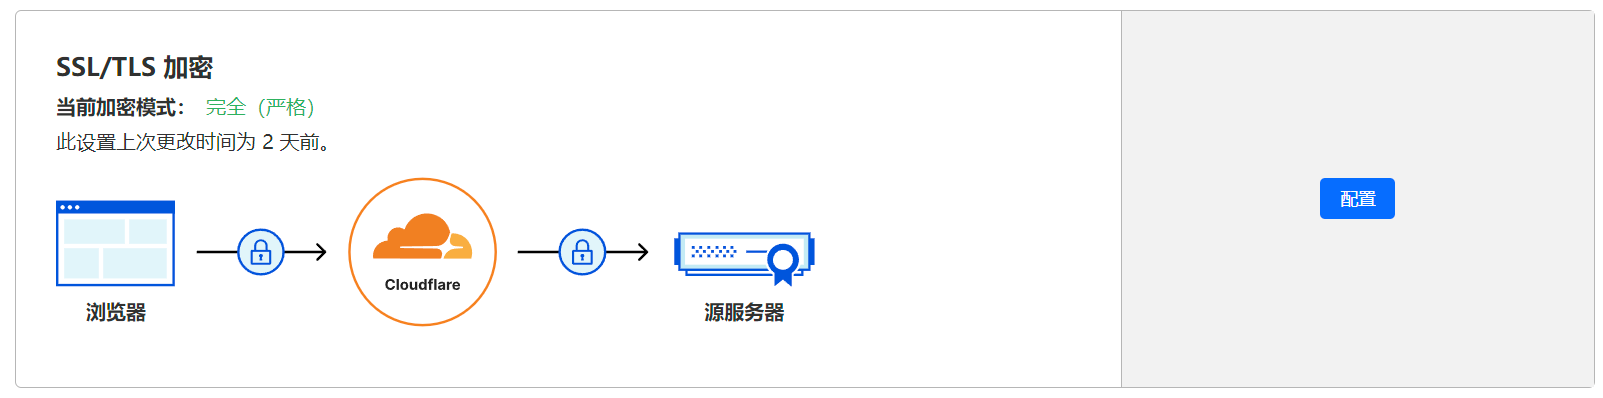 SSL/TLS 加密
当前加密模式： 完全（严格）
此设置上次更改时间为 2 天前。
Cloudflare
浏览器
源服务器
配置